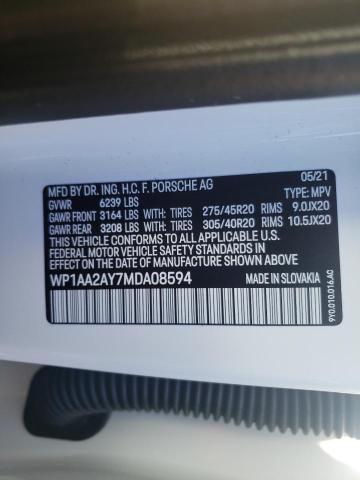 MFD BY DR. ING. H.C. F. PORSCHE AG 05/21
GVWR 6239 LBS TYPE: MPV
GAWR FRONT 3164 LBS WITH: TIRES 275/45R20 RIMS 9.0JX20
GAWR REAR 3208 LBS WITH: TIRES 305/40R20 RIMS 10.5JX20
THIS VEHICLE CONFORMS TO ALL APPLICABLE U.S.
FEDERAL MOTOR VEHICLE SAFETY STANDARDS IN
EFFECT ON THE DATE OF MANUFACTURE SHOWN ABOVE.
WP1AA2AY7MDA08594 MADE IN SLOVAKIA
9Y0.010.016.AC